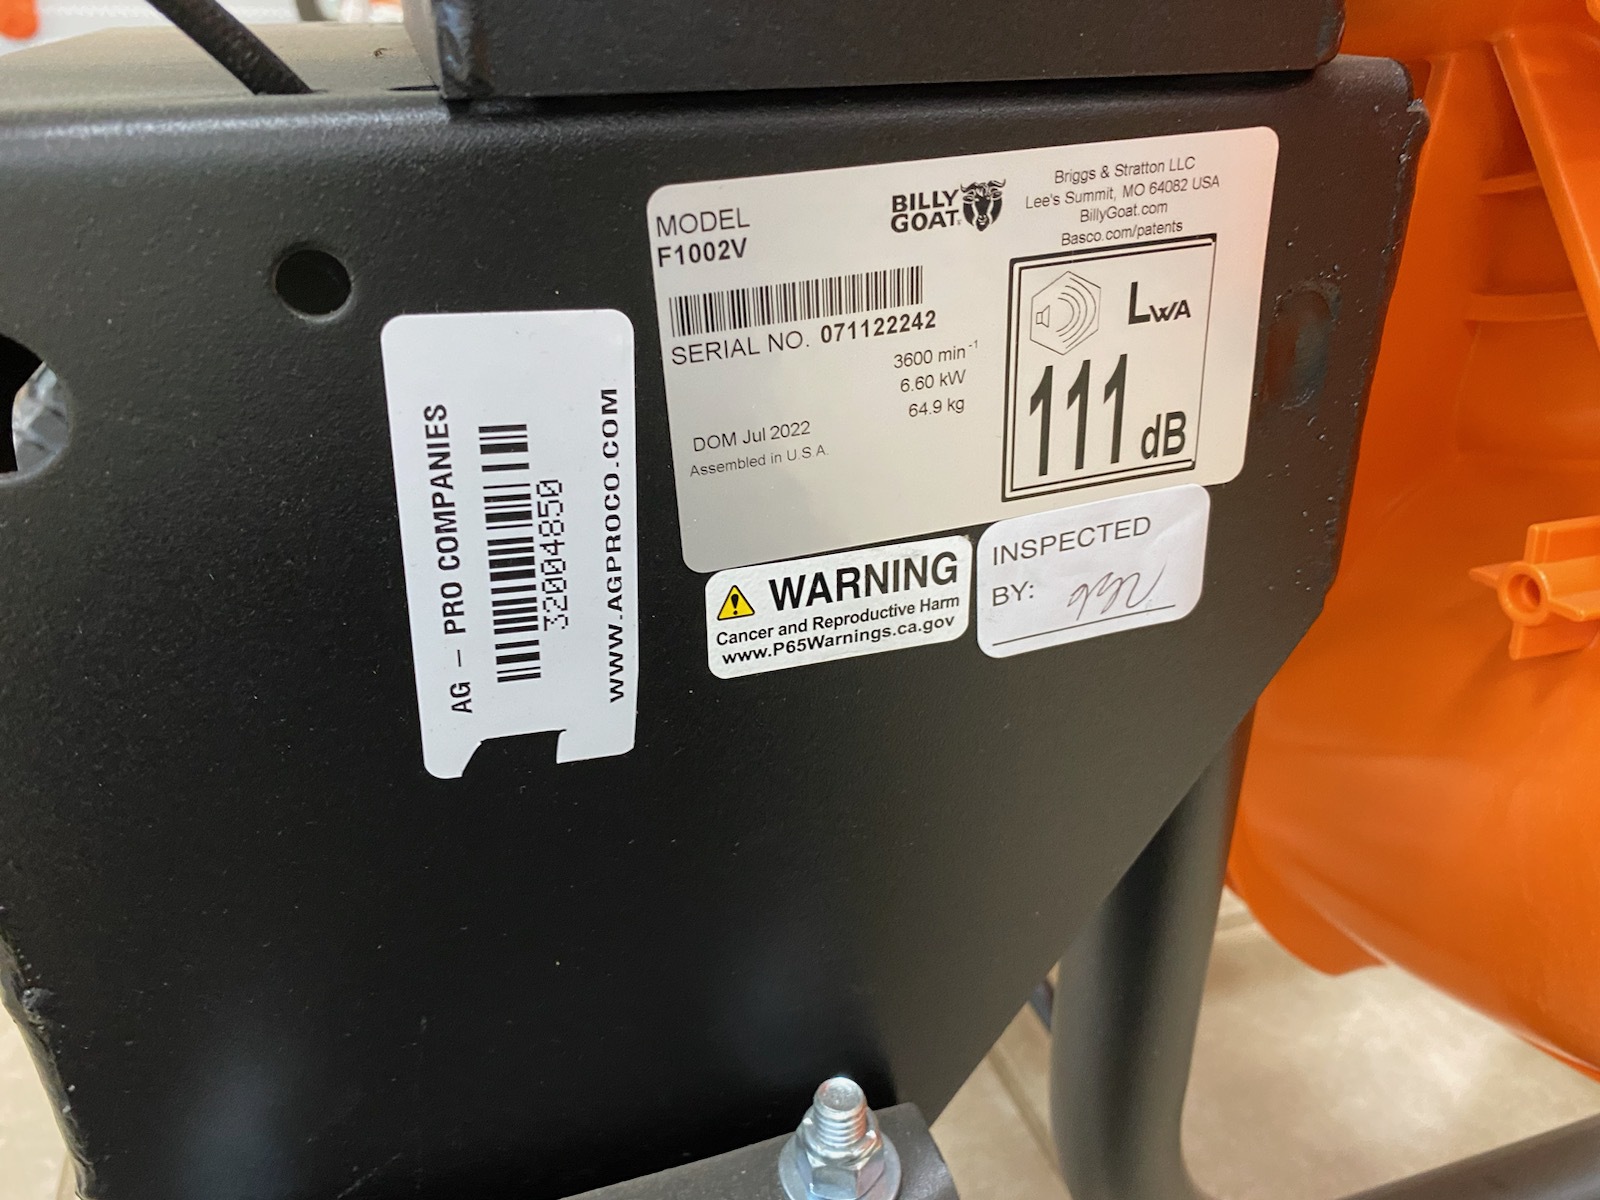 AG - PRO COMPANIES
32004850
WWW.AGPROCO.COM
MODEL
F1002V
BILLY
GOAT
Briggs & Stratton LLC
Lee's Summit, MO 64082 USA
BillyGoat.com
Basco.com/patents
SERIAL NO. 071122242
3600 min-1
6.60 kW
64.9 kg
DOM Jul 2022
Assembled in U.S.A.
LWA
111 dB
WARNING
Cancer and Reproductive Harm
www.P65Warnings.ca.gov
INSPECTED
BY: